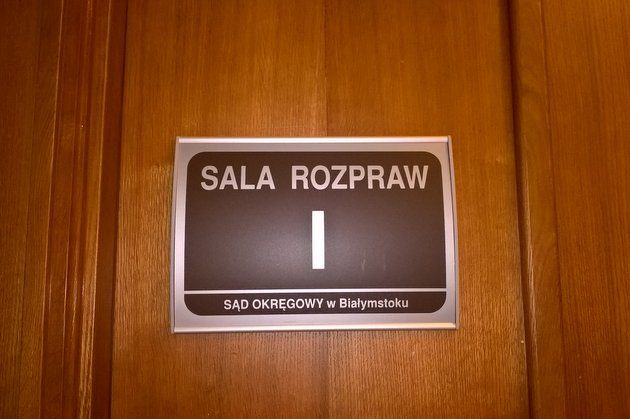 SALA ROZPRAW
I
SĄD OKRĘGOWY w Białymstoku